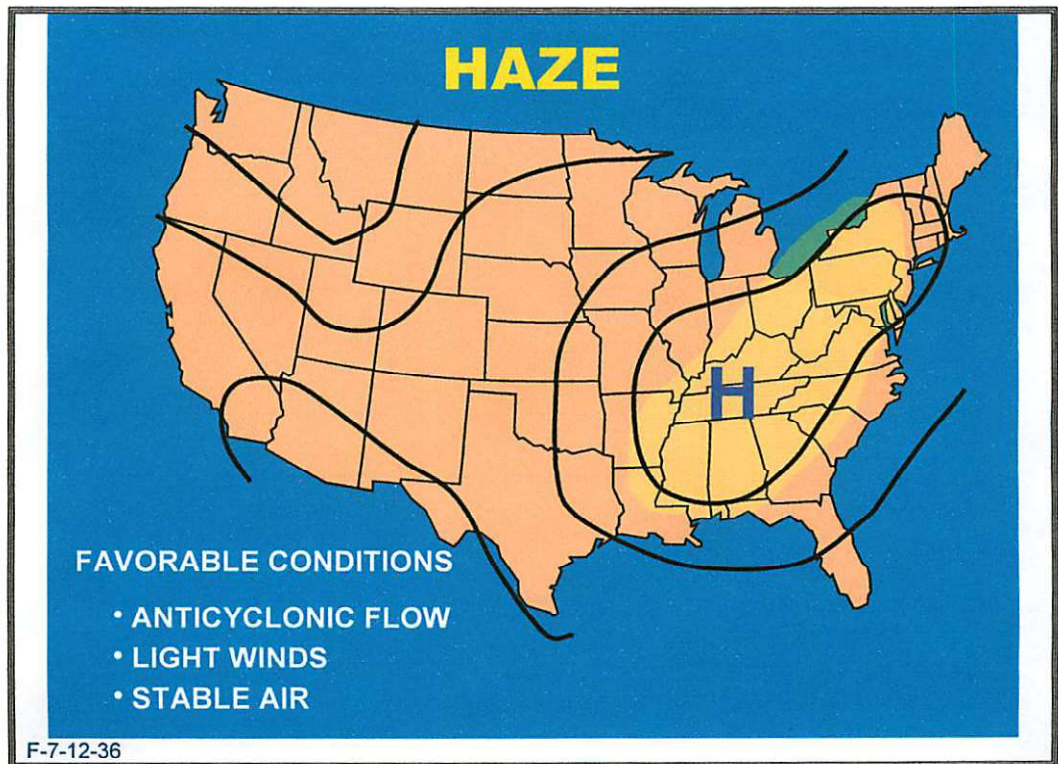 HAZE
H
FAVORABLE CONDITIONS
• ANTICYCLONIC FLOW
• LIGHT WINDS
• STABLE AIR
F-7-12-36